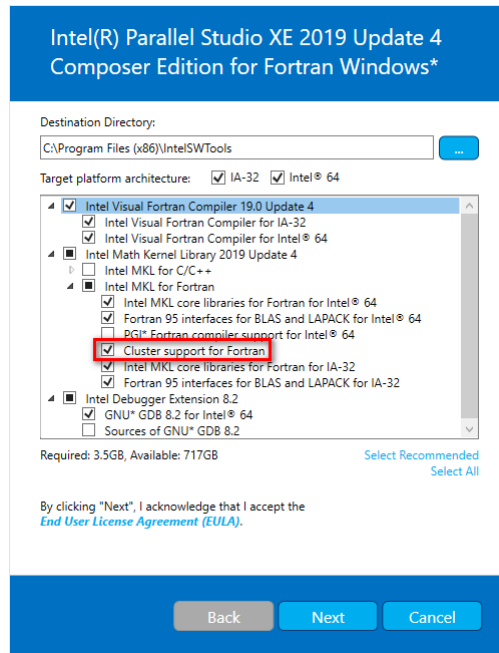 Intel(R) Parallel Studio XE 2019 Update 4
Composer Edition for Fortran Windows*
Destination Directory:
C:\Program Files (x86)\IntelSWTools
...
Target platform architecture: IA-32 Intel® 64
Intel Visual Fortran Compiler 19.0 Update 4
Intel Visual Fortran Compiler for IA-32
Intel Visual Fortran Compiler for Intel® 64
Intel Math Kernel Library 2019 Update 4
Intel MKL for C/C++
Intel MKL for Fortran
Intel MKL core libraries for Fortran for Intel® 64
Fortran 95 interfaces for BLAS and LAPACK for Intel® 64
PGI* Fortran compiler support for Intel® 64
Cluster support for Fortran
Intel MKL core libraries for Fortran for IA-32
Fortran 95 interfaces for BLAS and LAPACK for IA-32
Intel Debugger Extension 8.2
GNU* GDB 8.2 for Intel® 64
Sources of GNU* GDB 8.2
Required: 3.5GB, Available: 717GB Select Recommended
Select All
By clicking "Next", I acknowledge that I accept the
End User License Agreement (EULA).
Back Next Cancel